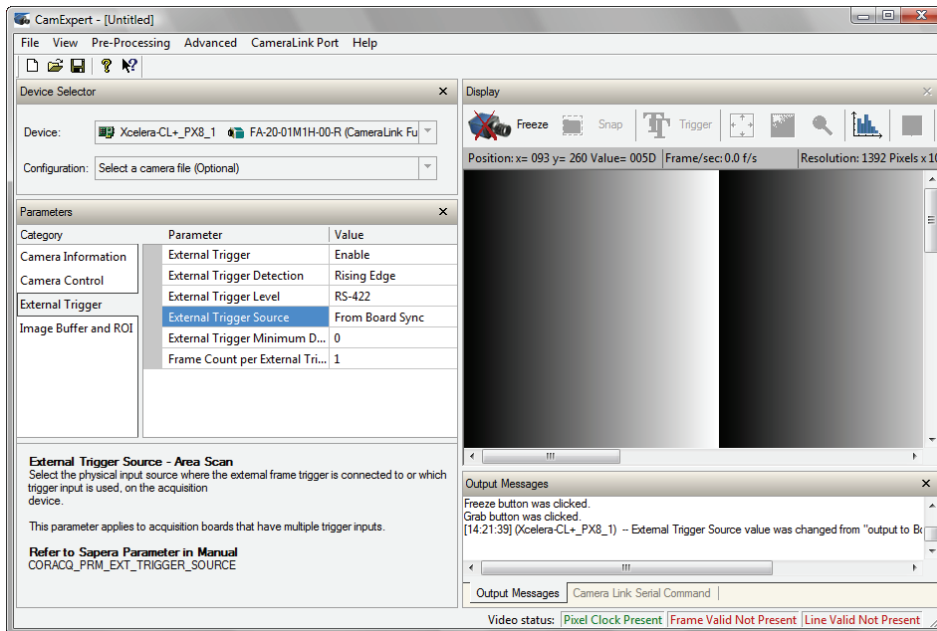 CamExpert - [Untitled]
File View Pre-Processing Advanced CameraLink Port Help
Device Selector
Device: Xcelera-CL+_PX8_1 FA-20-01M1H-00-R (CameraLink Fu
Configuration: Select a camera file (Optional)
Parameters
Category Parameter Value
Camera Information
Camera Control
External Trigger
Image Buffer and ROI
External Trigger Enable
External Trigger Detection Rising Edge
External Trigger Level RS-422
External Trigger Source From Board Sync
External Trigger Minimum D... 0
Frame Count per External Tri... 1
External Trigger Source - Area Scan
Select the physical input source where the external frame trigger is connected to or which
trigger input is used, on the acquisition
device.
This parameter applies to acquisition boards that have multiple trigger inputs.
Refer to Sapera Parameter in Manual
CORACQ_PRM_EXT_TRIGGER_SOURCE
Display
Freeze Snap Trigger
Position: x= 093 y= 260 Value= 005D Frame/sec: 0.0 f/s Resolution: 1392 Pixels x 10
Output Messages
Freeze button was clicked.
Grab button was clicked.
[14:21:39] (Xcelera-CL+_PX8_1) -- External Trigger Source value was changed from "output to Bo
Output Messages Camera Link Serial Command
Video status: Pixel Clock Present Frame Valid Not Present Line Valid Not Present